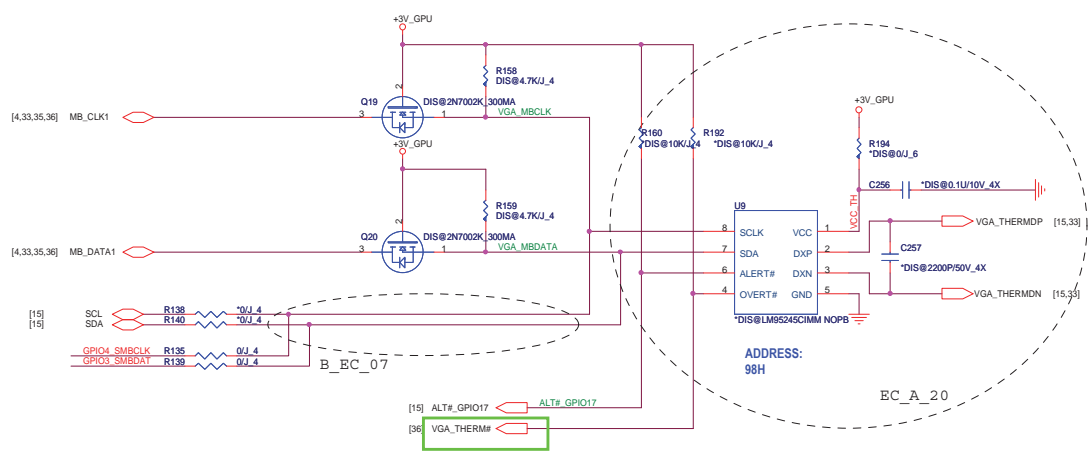 +3V_GPU
R158
DIS@4.7K/J_4
2
Q19
DIS@2N7002K_300MA
[4,33,35,36]
MB_CLK1
3
1
VGA_MBCLK
+3V_GPU
R159
DIS@4.7K/J_4
2
Q20
DIS@2N7002K_300MA
[4,33,35,36]
MB_DATA1
3
1
VGA_MBDATA
R160
*DIS@10K/J_4
R192
*DIS@10K/J_4
+3V_GPU
R194
*DIS@0/J_6
C256
*DIS@0.1U/10V_4X
VCC_TH
U9
8
SCLK
VCC
1
7
SDA
DXP
2
6
ALERT#
DXN
3
4
OVERT#
GND
5
*DIS@LM95245CIMM NOPB
VGA_THERMDP
[15,33]
C257
*DIS@2200P/50V_4X
VGA_THERMDN
[15,33]
ADDRESS:
98H
EC_A_20
[15]
SCL
R138
*0/J_4
[15]
SDA
R140
*0/J_4
GPIO4_SMBCLK
R135
0/J_4
GPIO3_SMBDAT
R139
0/J_4
B_EC_07
[15]
ALT#_GPIO17
ALT#_GPIO17
[36]
VGA_THERM#